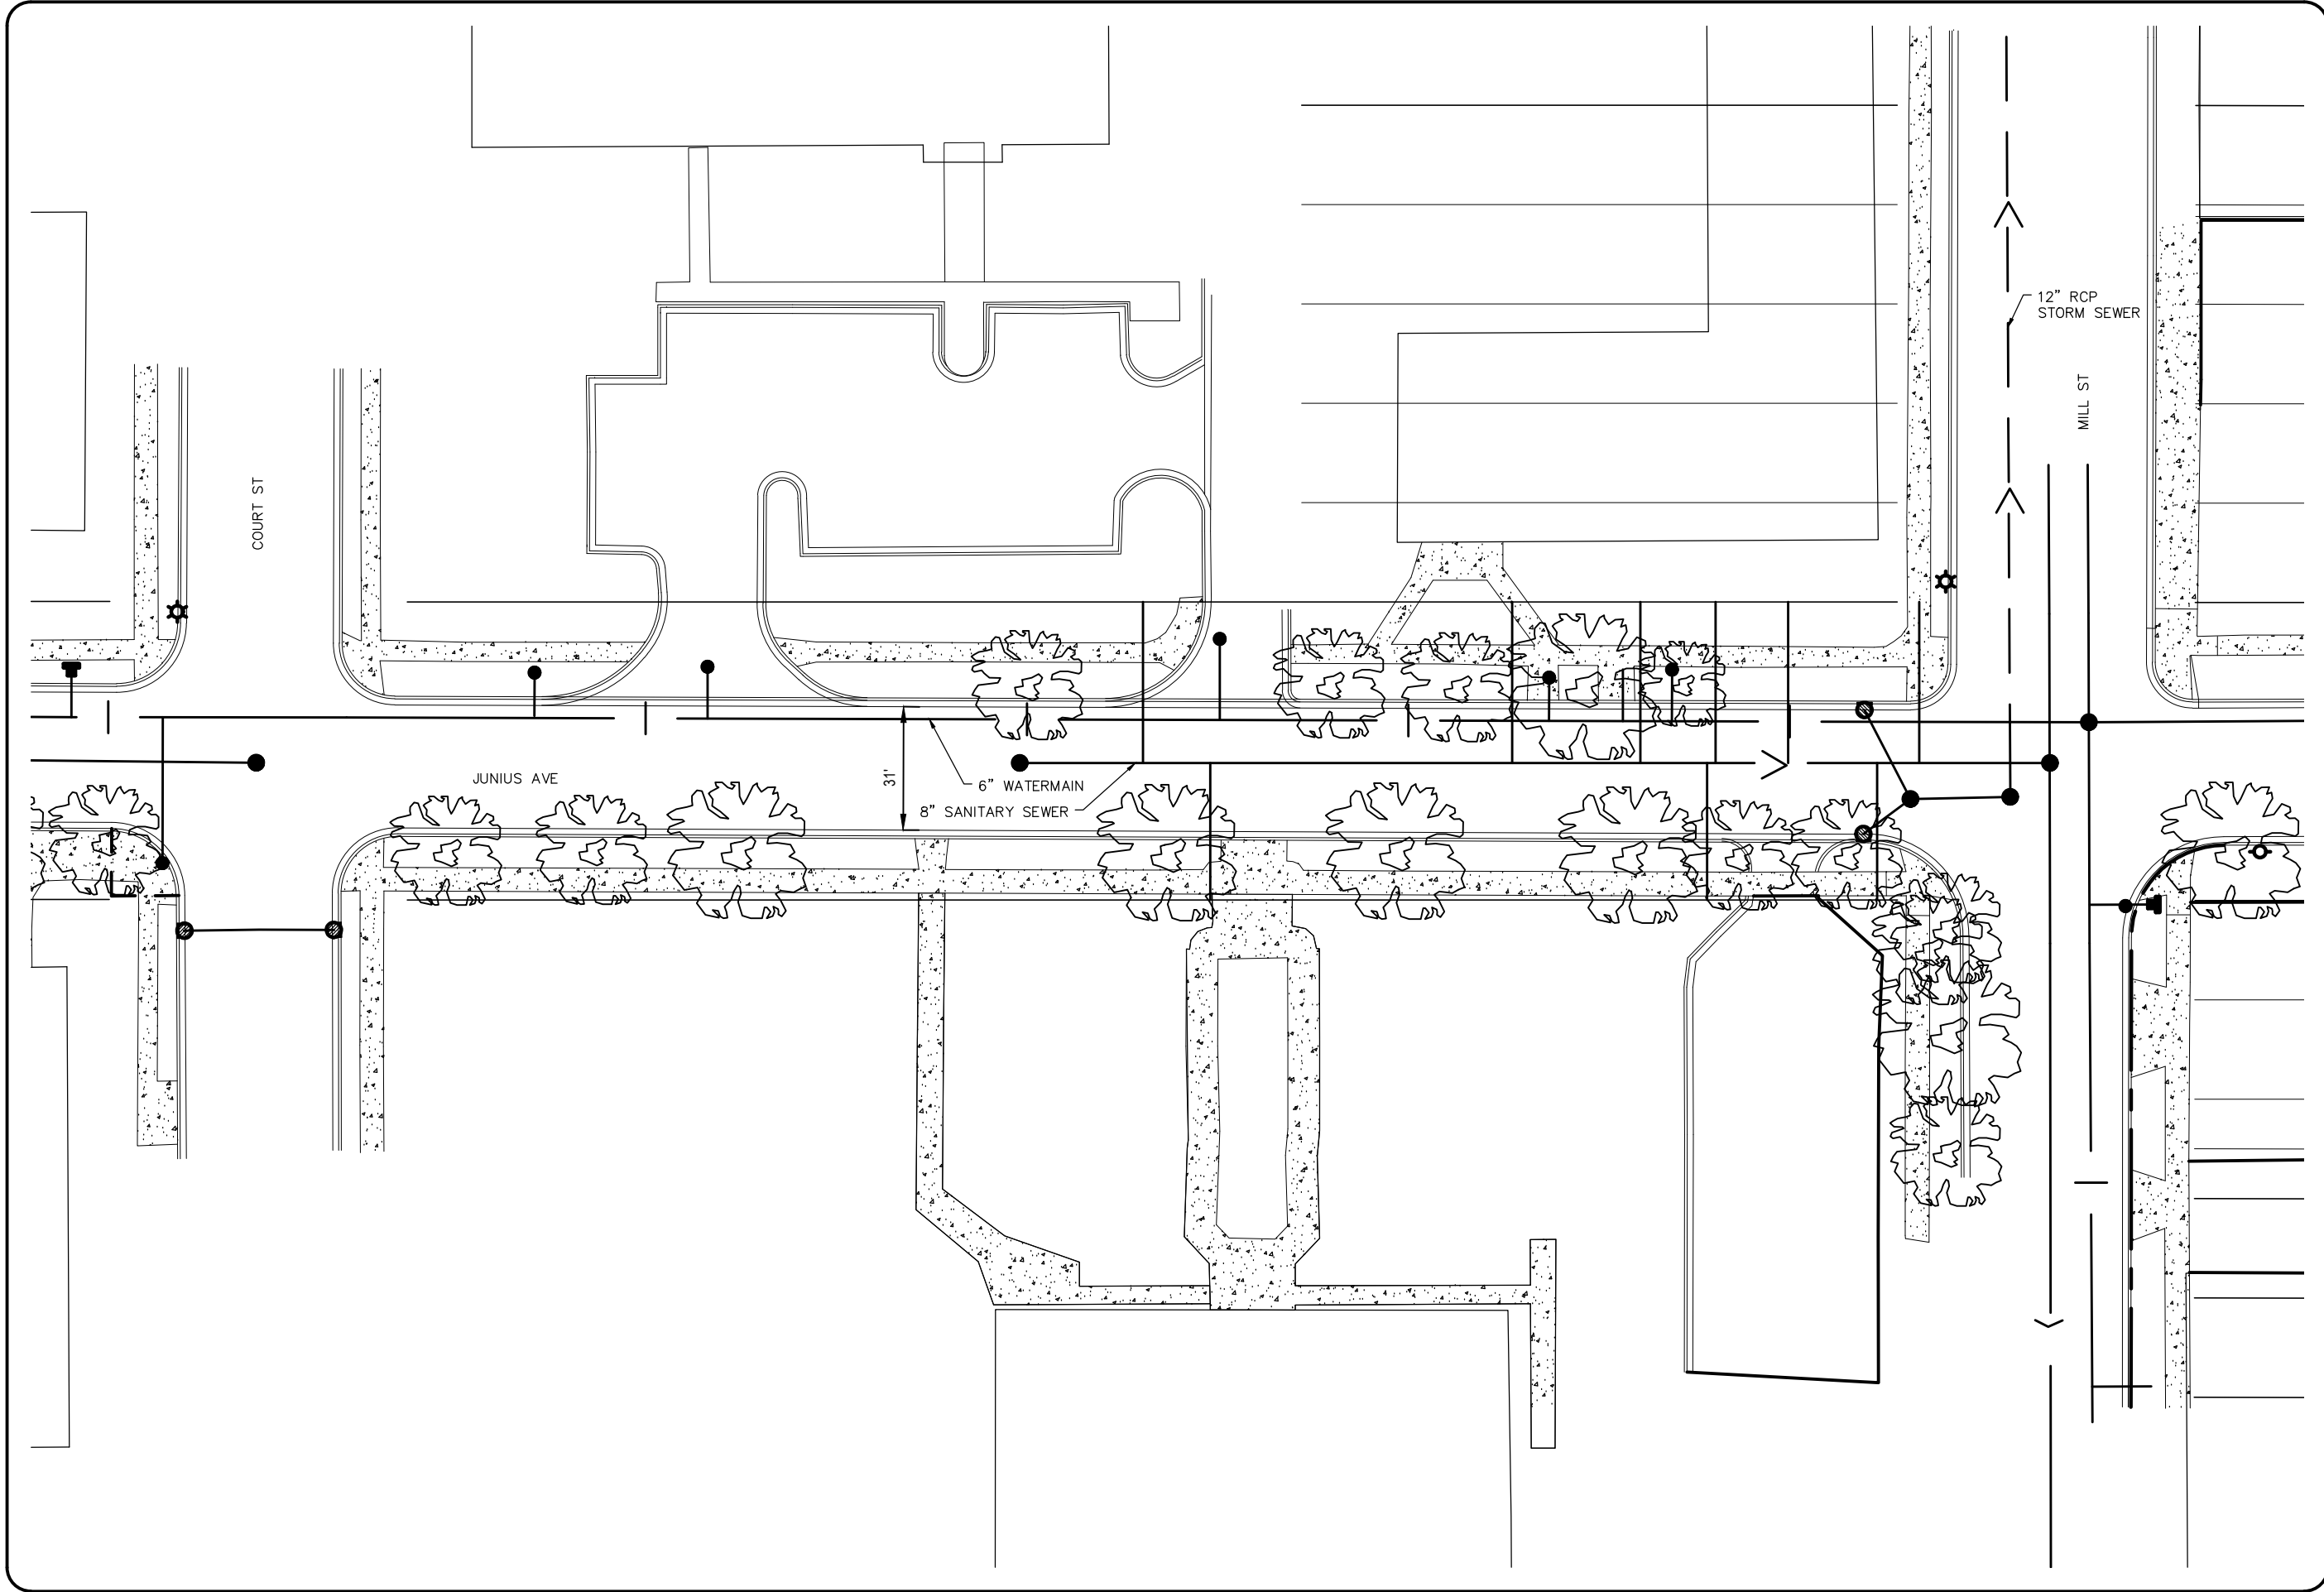 12” RCP
STORM SEWER
MILL ST
COURT ST
JUNIUS AVE
31'
6” WATERMAIN
8” SANITARY SEWER